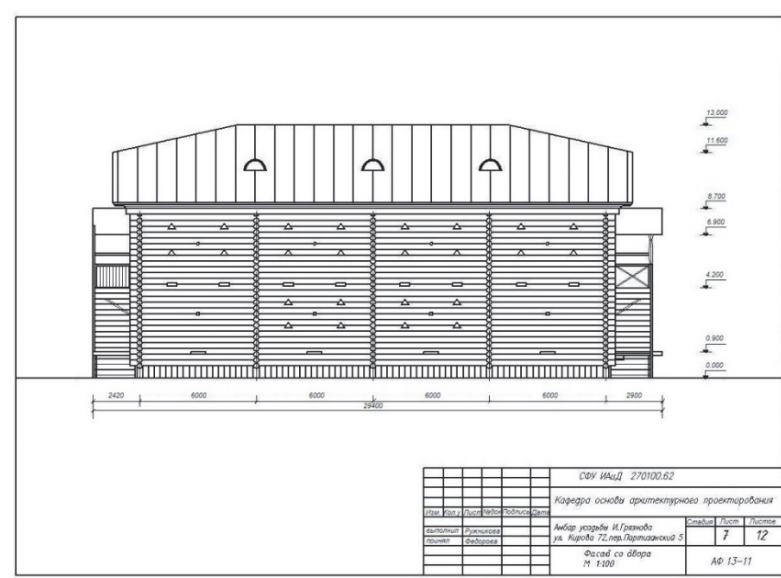 13.000
11.600
8.700
6.900
4.200
0.900
0.000
2420 6000 6000 6000 6000 2900
29400
СФУ ИАиД 270100.62
Кафедра основы архитектурного проектирования
Изм. Кол.у Лист №док Подпись Дата
выполнил Ружникова
принял Федорова
Амбар усадьбы И.Грязнова
ул. Кирова 72,пер.Партизанский 5
Стадия Лист Листов
7 12
Фасад со двора
М 1:100
АФ 13-11